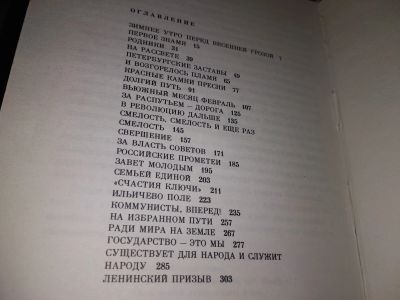 ОГЛАВЛЕНИЕ
ЗИМНЕЕ УТРО ПЕРЕД ВЕСЕННЕЙ ГРОЗОЙ 7
ПЕРВОЕ ЗНАМЯ 15
РОДНИКИ 31
НА РАССВЕТЕ 39
ПЕТЕРБУРГСКИЕ ЗАСТАВЫ 49
И ВОЗГОРЕЛОСЬ ПЛАМЯ 65
КРАСНЫЕ КАМНИ ПРЕСНИ 77
ДОЛГИЙ ПУТЬ 91
ВЬЮЖНЫЙ МЕСЯЦ ФЕВРАЛЬ 107
ЗА РАСПУТЬЕМ — ДОРОГА 125
В РЕВОЛЮЦИЮ ДАЛЬШЕ 135
СМЕЛОСТЬ, СМЕЛОСТЬ И ЕЩЕ РАЗ
СМЕЛОСТЬ 145
СВЕРШЕНИЕ 157
ЗА ВЛАСТЬ СОВЕТОВ 171
РОССИЙСКИЕ ПРОМЕТЕИ 185
ЗАВЕТ МОЛОДЫМ 195
СЕМЬЕЙ ЕДИНОЙ 203
«СЧАСТИЯ КЛЮЧИ» 211
ИЛЬИЧЕВО ПОЛЕ 223
КОММУНИСТЫ, ВПЕРЕД! 235
НА ИЗБРАННОМ ПУТИ 257
РАДИ МИРА НА ЗЕМЛЕ 267
ГОСУДАРСТВО — ЭТО МЫ 277
СУЩЕСТВУЕТ ДЛЯ НАРОДА И СЛУЖИТ
НАРОДУ 285
ЛЕНИНСКИЙ ПРИЗЫВ 303